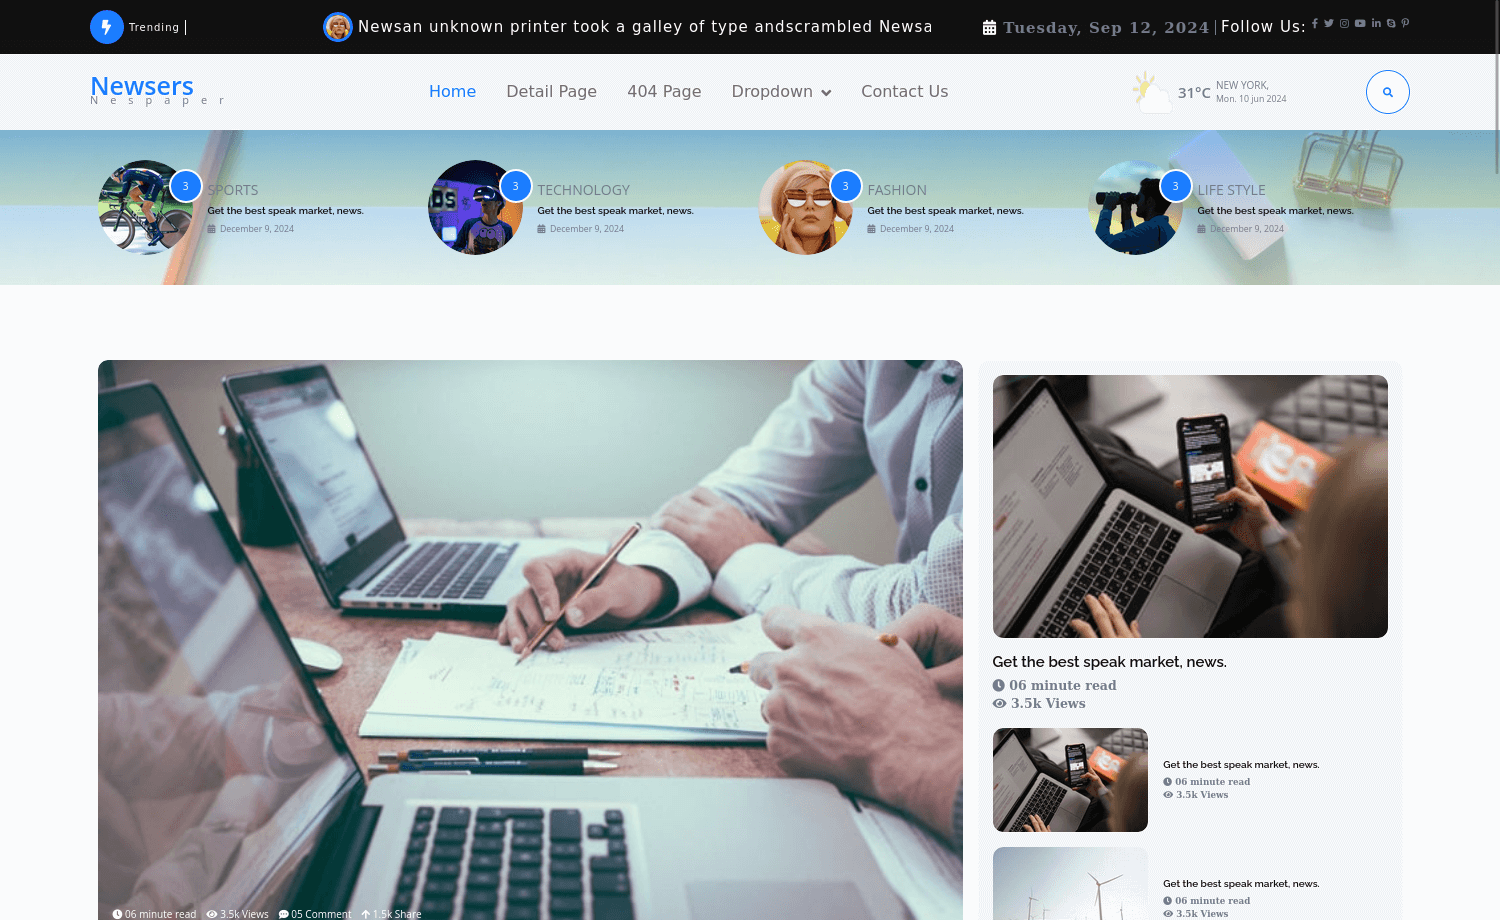 Trending
Newsan unknown printer took a galley of type andscrambled Newsa
Tuesday, Sep 12, 2024
Follow Us:
Newsers
Nespaper
Home
Detail Page
404 Page
Dropdown
Contact Us
31°C
NEW YORK,
Mon. 10 jun 2024
3
SPORTS
Get the best speak market, news.
December 9, 2024
3
TECHNOLOGY
Get the best speak market, news.
December 9, 2024
3
FASHION
Get the best speak market, news.
December 9, 2024
3
LIFE STYLE
Get the best speak market, news.
December 9, 2024
06 minute read
3.5k Views
05 Comment
1.5k Share
Get the best speak market, news.
06 minute read
3.5k Views
Get the best speak market, news.
06 minute read
3.5k Views
Get the best speak market, news.
06 minute read
3.5k Views